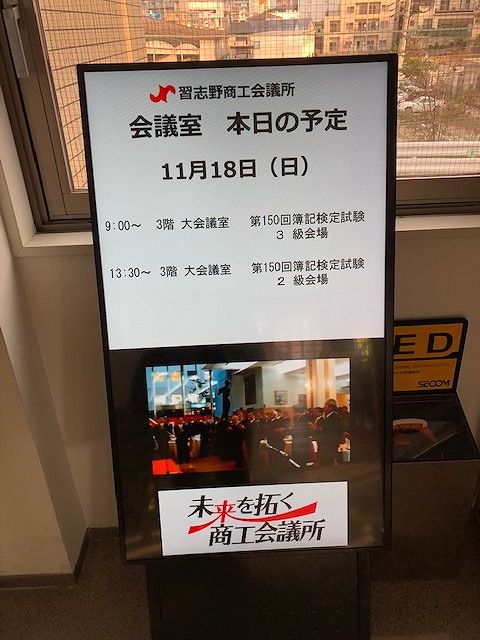 習志野商工会議所
会議室 本日の予定
11月18日（日）
9:00～ 3階 大会議室 第150回簿記検定試験
3 級会場
13:30～ 3階 大会議室 第150回簿記検定試験
2 級会場
未来を拓く
商工会議所
ED
SECOM